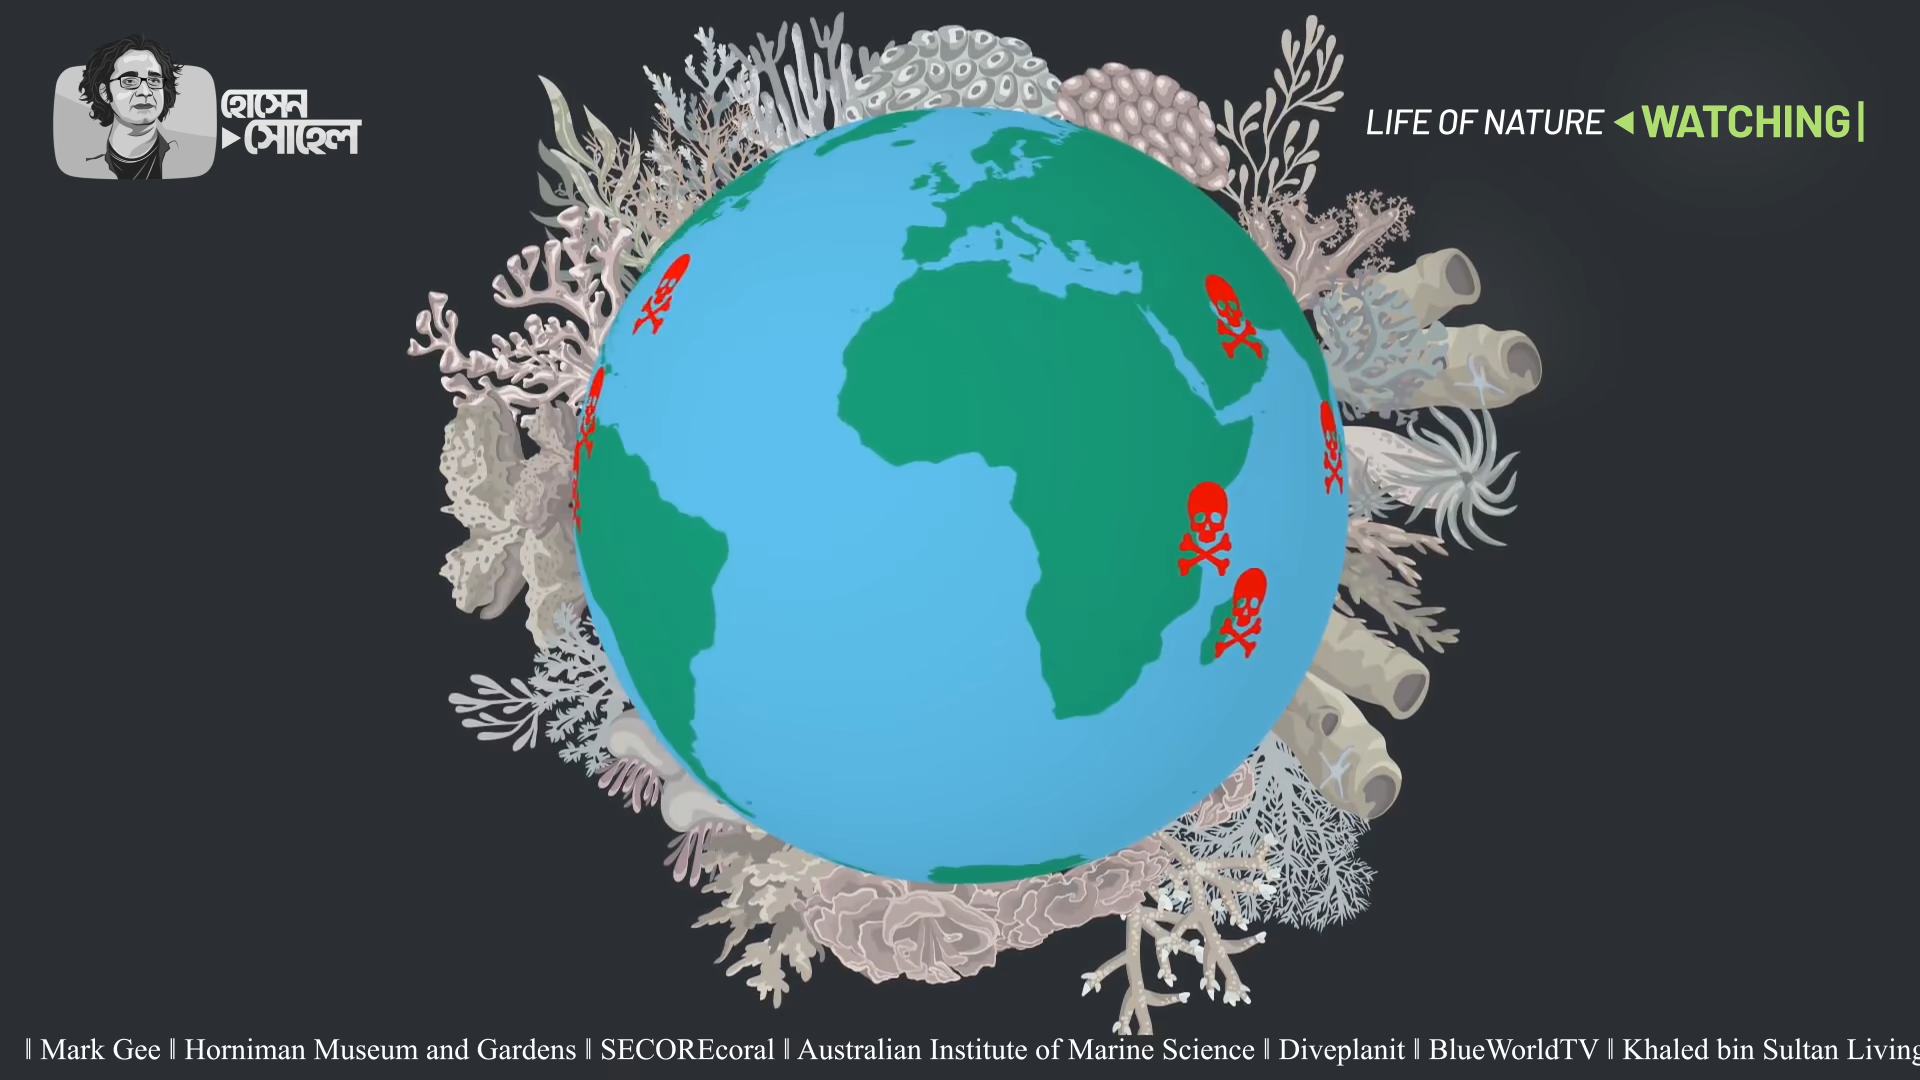 হোসেন
সোহেল
LIFE OF NATURE WATCHING
‖ Mark Gee ‖ Horniman Museum and Gardens ‖ SECOREcoral ‖ Australian Institute of Marine Science ‖ Diveplanit ‖ BlueWorldTV ‖ Khaled bin Sultan Living